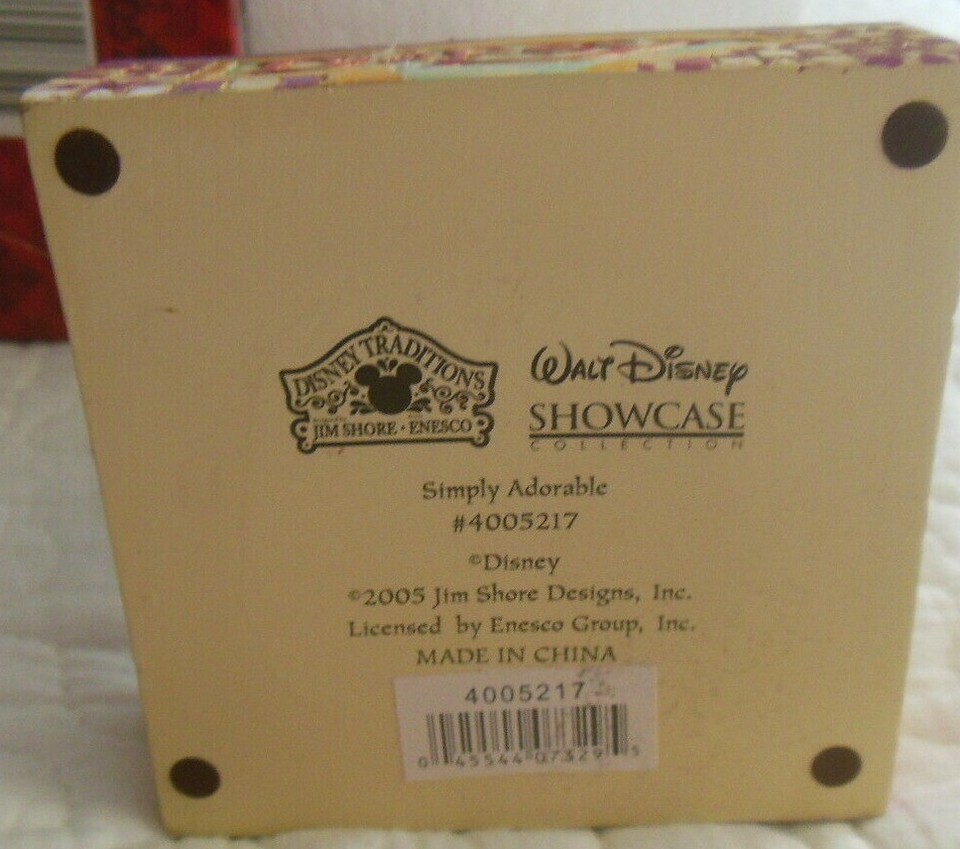 DISNEY TRADITIONS
JIM SHORE • ENESCO
WALT DISNEY
SHOWCASE
COLLECTION
Simply Adorable
#4005217
©Disney
©2005 Jim Shore Designs, Inc.
Licensed by Enesco Group, Inc.
MADE IN CHINA
4005217
0 45544 07329 5